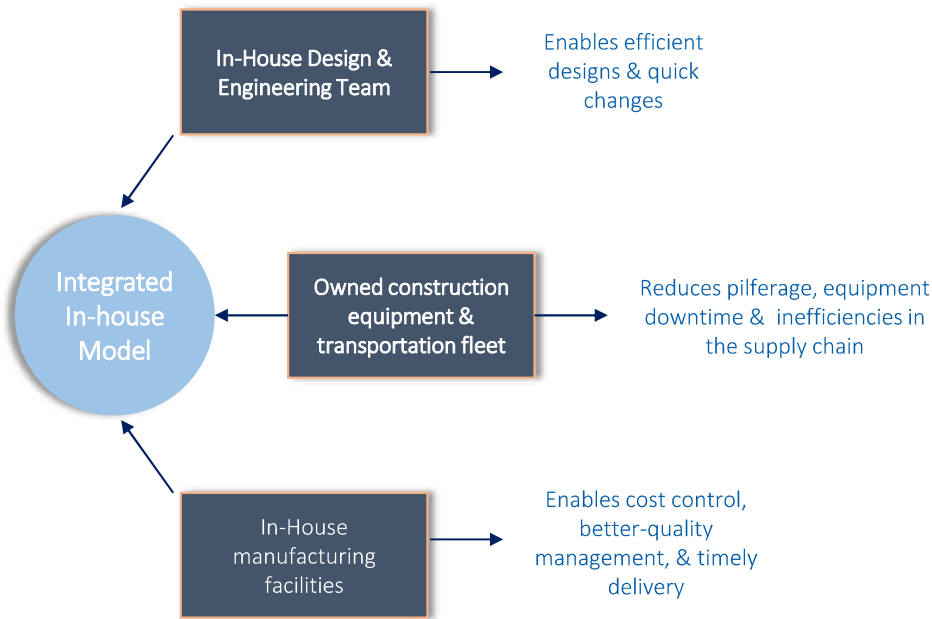 In-House Design &
Engineering Team
Enables efficient
designs & quick
changes
Integrated
In-house
Model
Owned construction
equipment &
transportation fleet
Reduces pilferage, equipment
downtime & inefficiencies in
the supply chain
In-House
manufacturing
facilities
Enables cost control,
better-quality
management, & timely
delivery